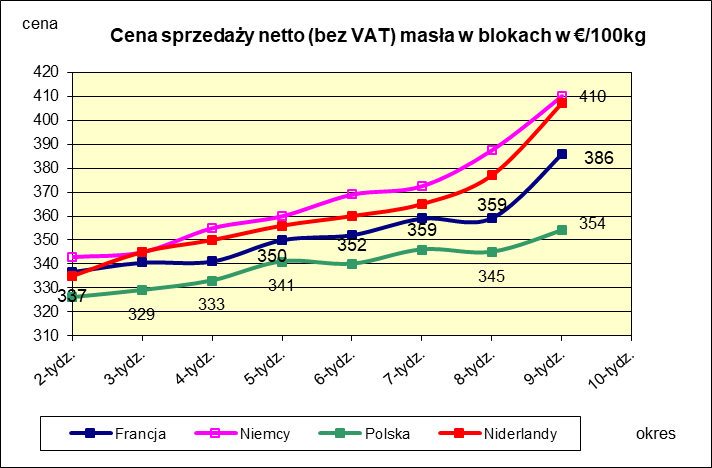 cena
Cena sprzedaży netto (bez VAT) masła w blokach w €/100kg
420
410
400
390
380
370
360
350
340
330
320
310
410
386
354
359
359
352
350
345
341
337
333
329
2-tydz.
3-tydz.
4-tydz.
5-tydz.
6-tydz.
7-tydz.
8-tydz.
9-tydz.
10-tydz.
Francja Niemcy Polska Niderlandy
okres